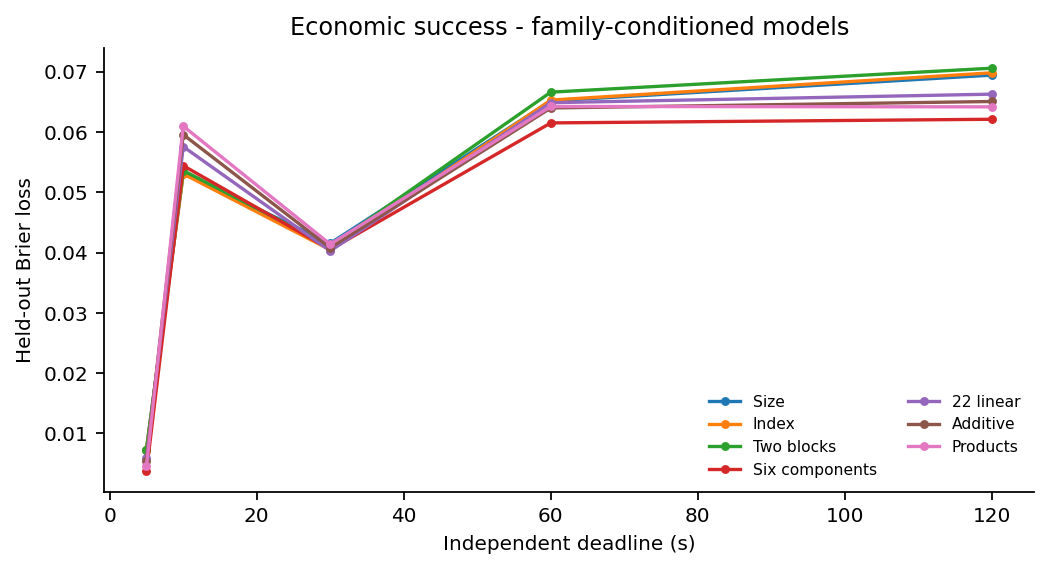 Economic success - family-conditioned models
Held-out Brier loss
0.07
0.06
0.05
0.04
0.03
0.02
0.01
0
20
40
60
80
100
120
Independent deadline (s)
Size
Index
Two blocks
Six components
22 linear
Additive
Products